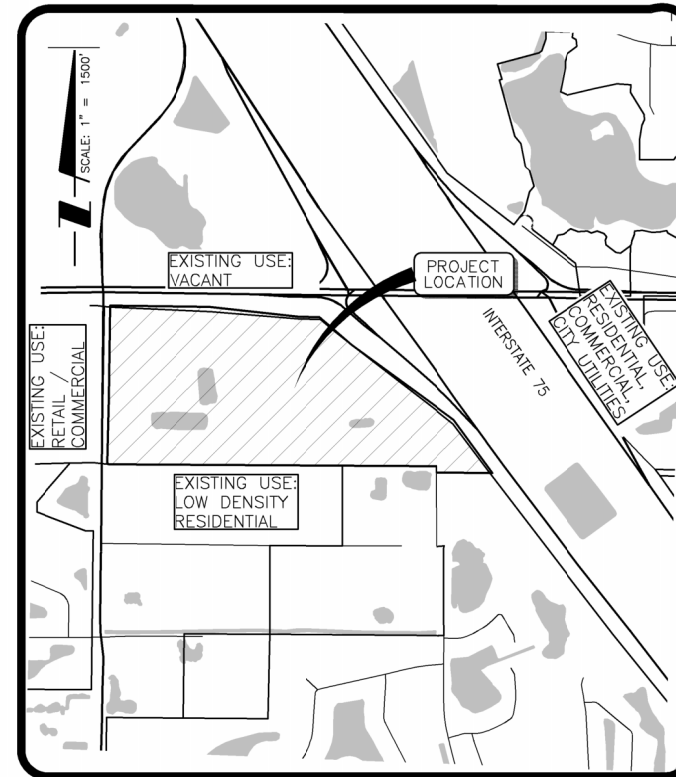 SCALE: 1" = 1500'
EXISTING USE:
VACANT
PROJECT
LOCATION
INTERSTATE 75
EXISTING USE:
RESIDENTIAL,
COMMERCIAL,
CITY UTILITIES
EXISTING USE:
RETAIL /
COMMERCIAL
EXISTING USE:
LOW DENSITY
RESIDENTIAL